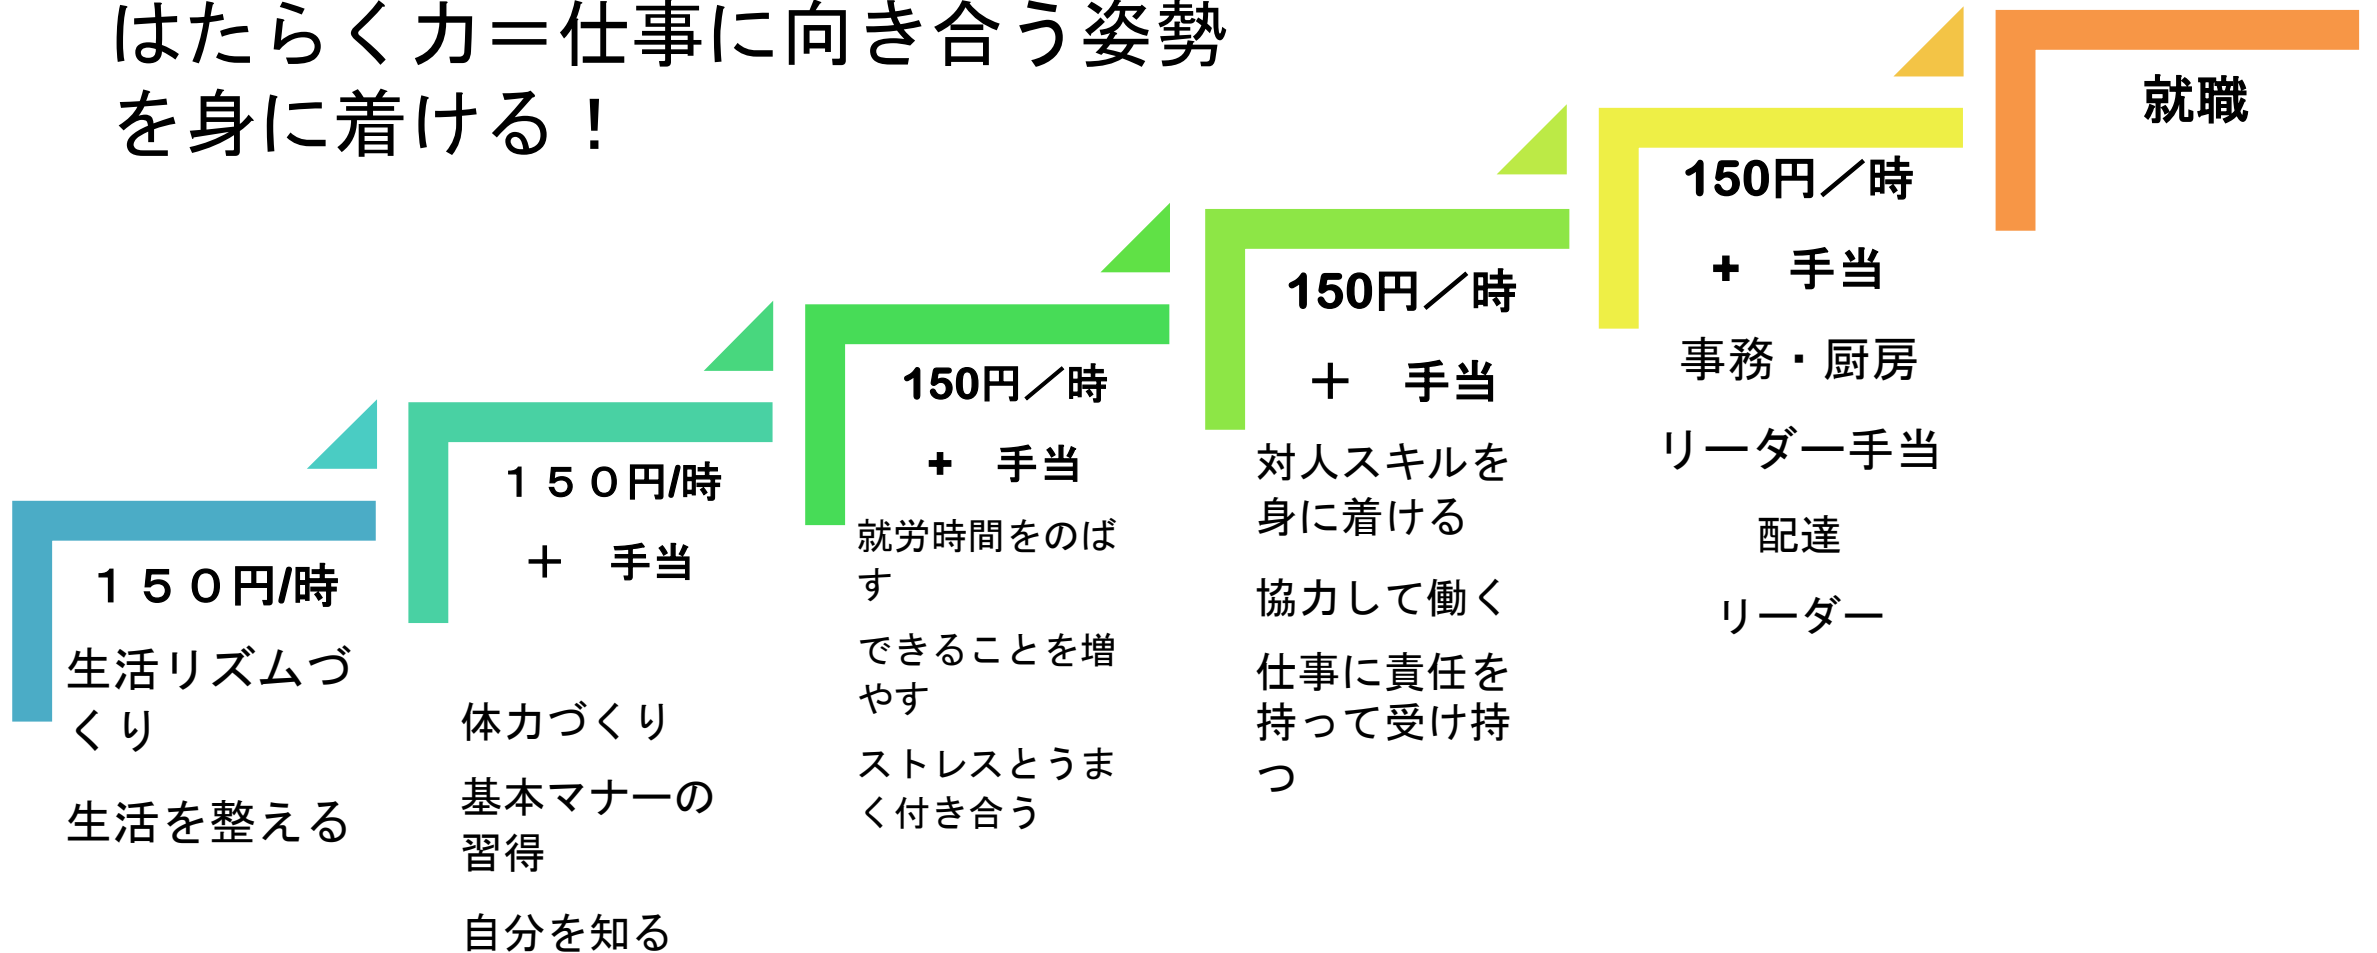 はたらく力＝仕事に向き合う姿勢
を身に着ける！
１５０円/時
生活リズムづ
くり
生活を整える
１５０円/時
＋　手当
体力づくり
基本マナーの
習得
自分を知る
150円／時
+　手当
就労時間をのば
す
できることを増
やす
ストレスとうま
く付き合う
150円／時
＋　手当
対人スキルを
身に着ける
協力して働く
仕事に責任を
持って受け持
つ
150円／時
+　手当
事務・厨房
リーダー手当
配達
リーダー
就職